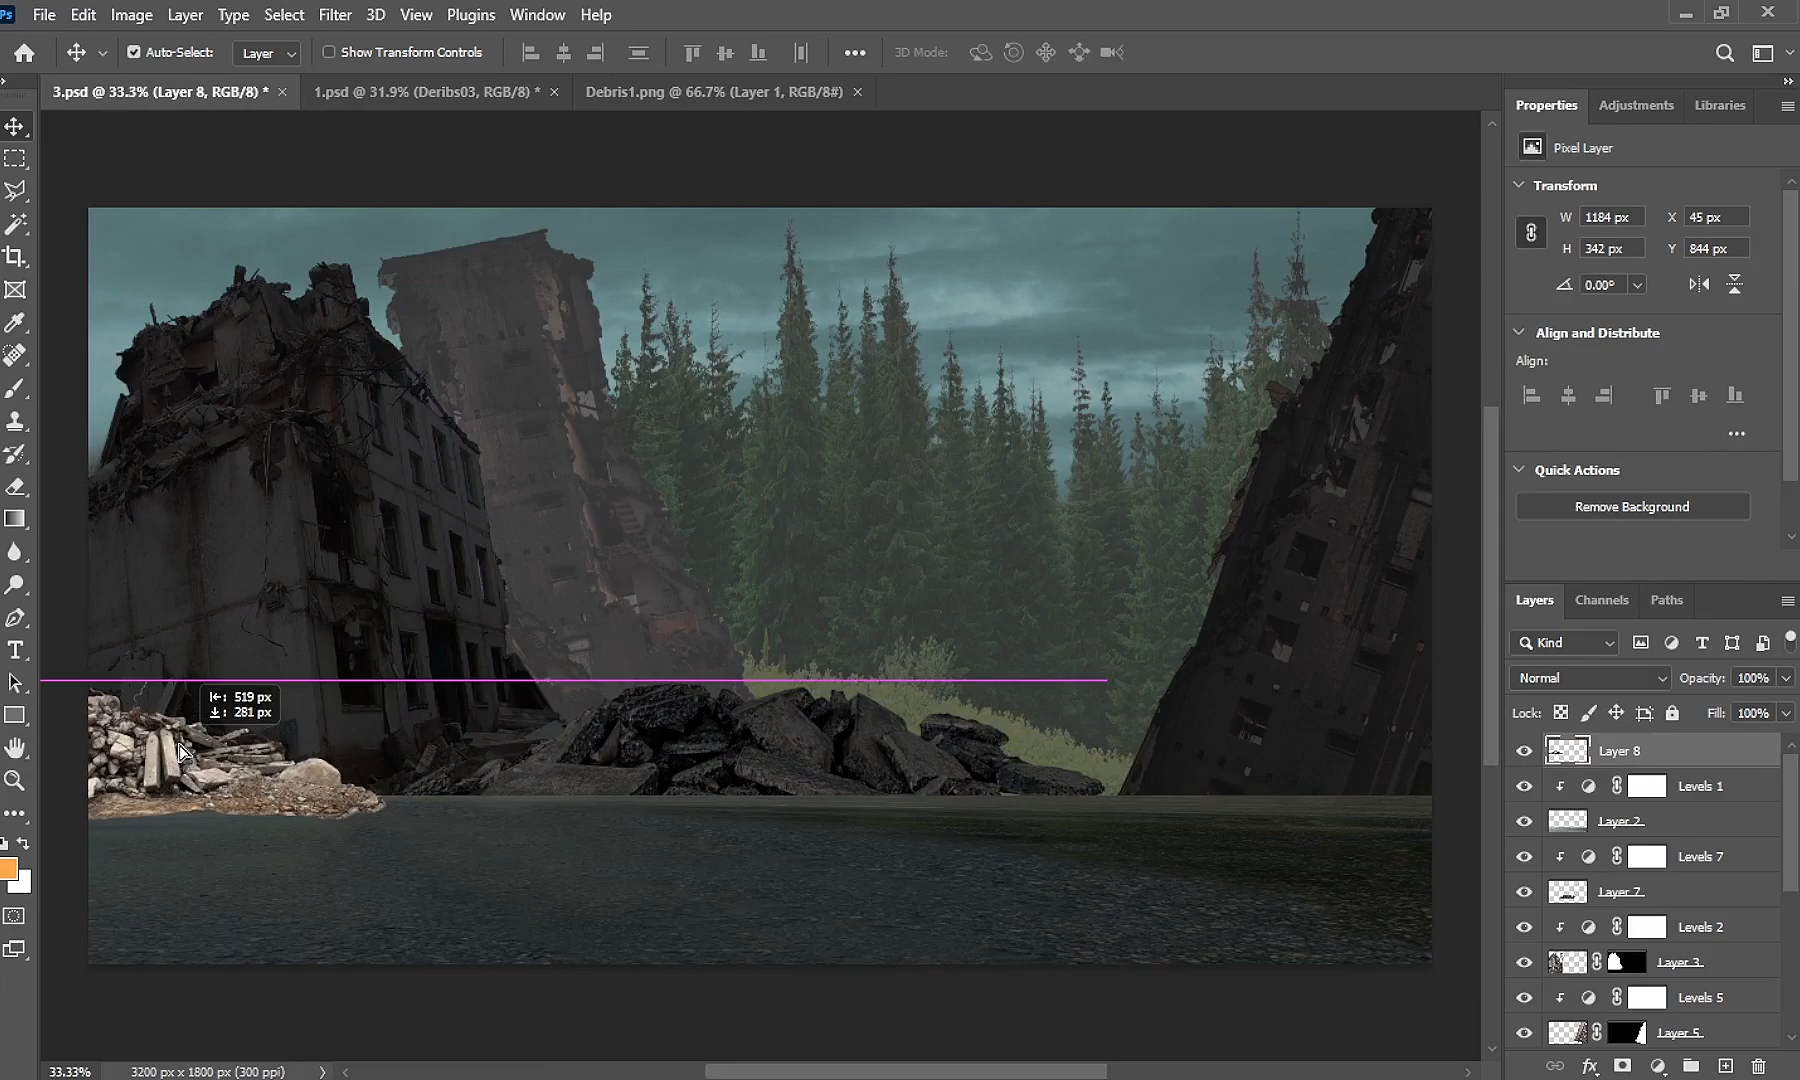 Ps File Edit Image Layer Type Select Filter 3D View Plugins Window Help
Auto-Select: Layer Show Transform Controls 3D Mode:
3.psd @ 33.3% (Layer 8, RGB/8) * 1.psd @ 31.9% (Deribs03, RGB/8) * Debris1.png @ 66.7% (Layer 1, RGB/8#)
Properties Adjustments Libraries
Pixel Layer
Transform
W 1184 px X 45 px
H 342 px Y 844 px
0.00°
Align and Distribute
Align:
Quick Actions
Remove Background
519 px
281 px
Layers Channels Paths
Kind
Normal Opacity: 100%
Lock: Fill: 100%
Layer 8
Levels 1
Layer 2
Levels 7
Layer 7
Levels 2
Layer 3
Levels 5
Layer 5
33.33% 3200 px x 1800 px (300 ppi)
fx